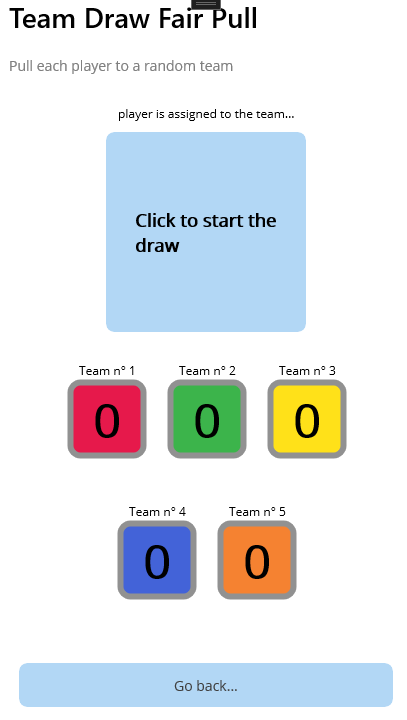 Team Draw Fair Pull
Pull each player to a random team
player is assigned to the team...
Click to start the
draw
Team n° 1 Team n° 2 Team n° 3
0 0 0
Team n° 4 Team n° 5
0 0
Go back...